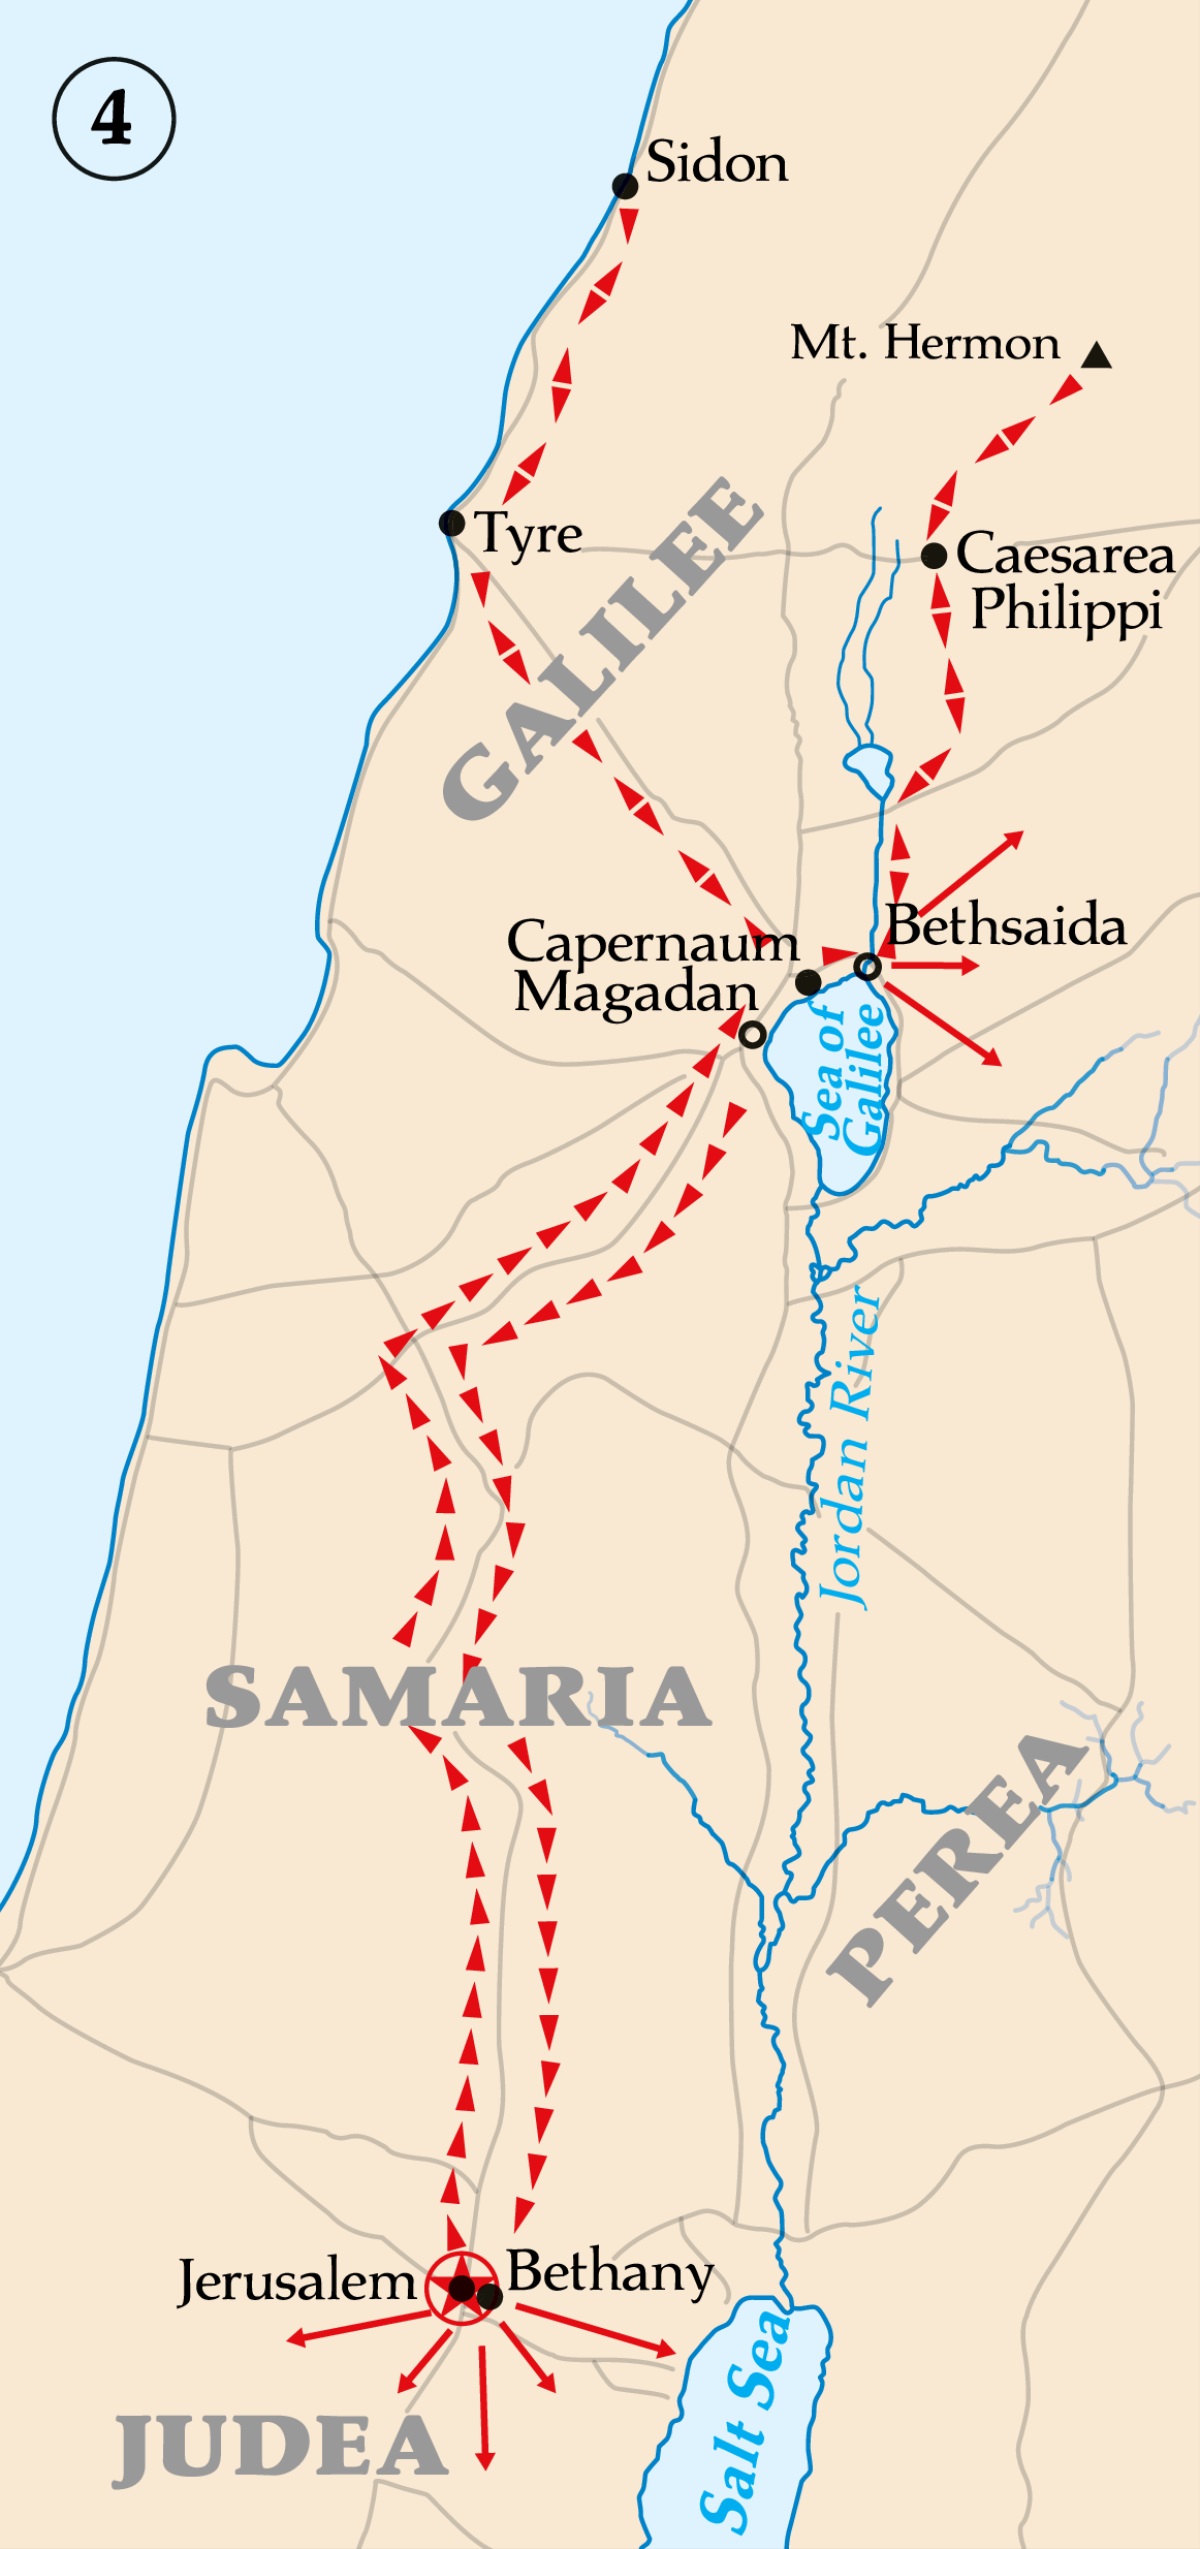 4
Sidon
Mt. Hermon
Tyre
Caesarea
Philippi
GALILEE
Capernaum
Bethsaida
Magadan
Sea of
Galilee
Jordan River
SAMARIA
PEREA
Jerusalem
Bethany
JUDEA
Salt Sea